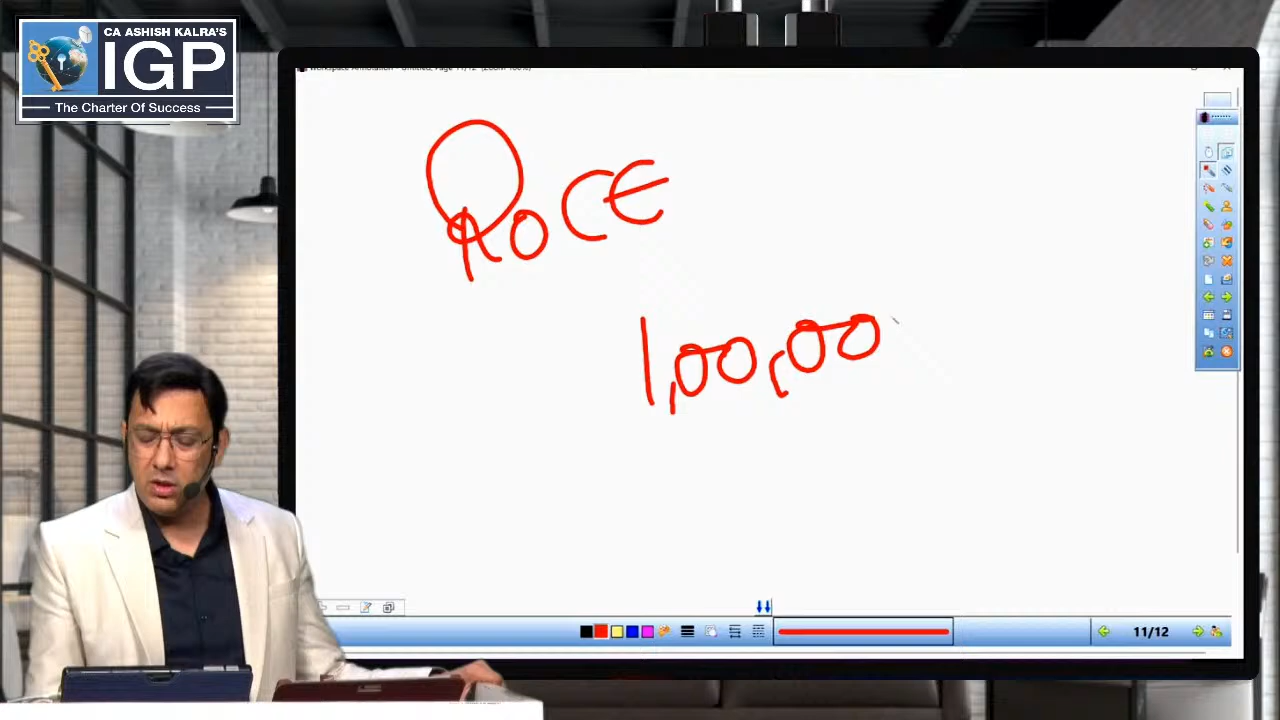 CA ASHISH KALRA'S
IGP
The Charter Of Success
ROCE
1,00,00
11/12